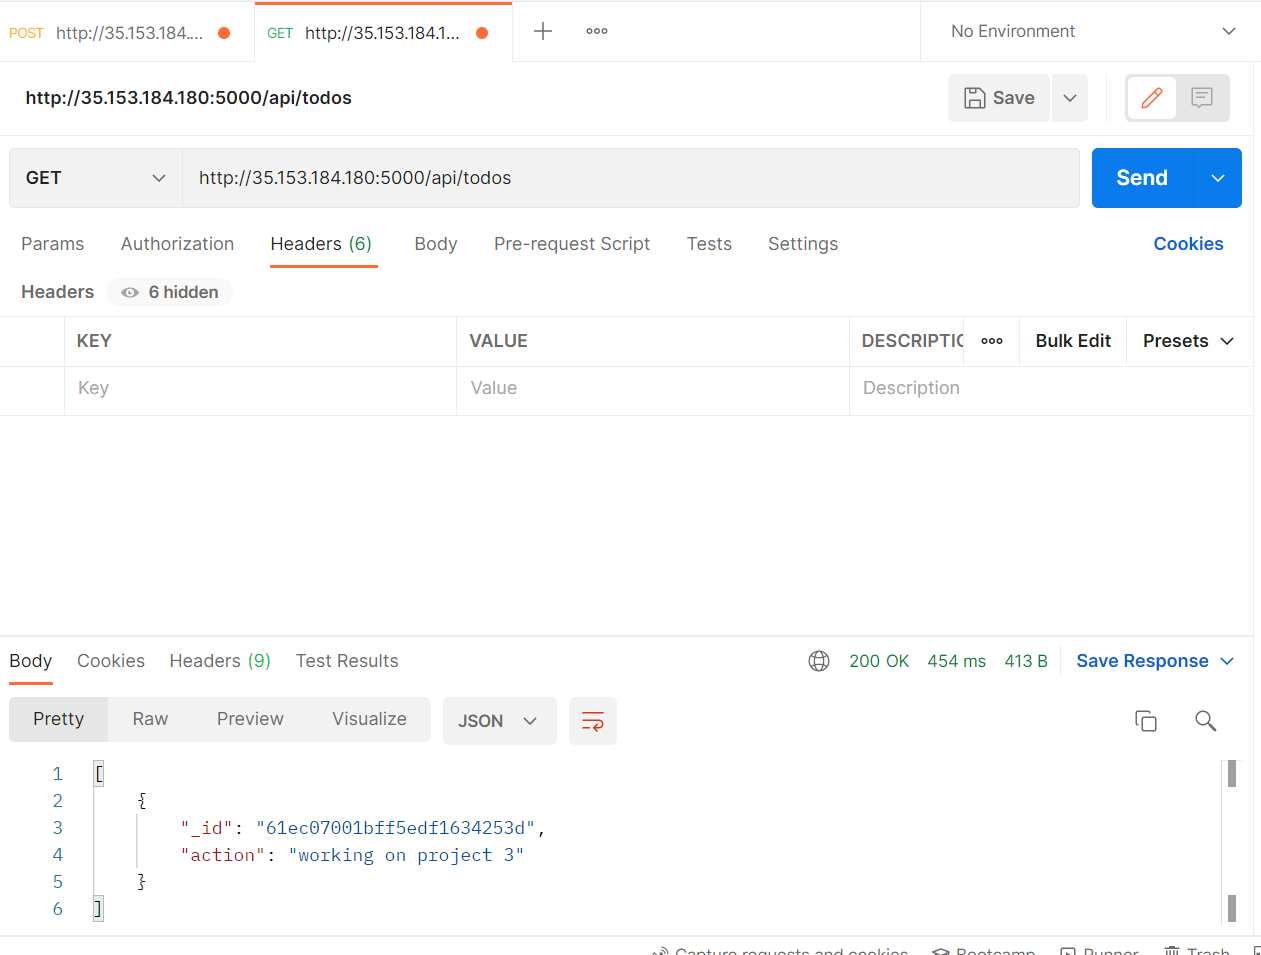 POST http://35.153.184.... GET http://35.153.184.1... No Environment
http://35.153.184.180:5000/api/todos Save
GET http://35.153.184.180:5000/api/todos Send
Params Authorization Headers (6) Body Pre-request Script Tests Settings Cookies
Headers 6 hidden
KEY VALUE DESCRIPTIO ooo Bulk Edit Presets
Key Value Description
Body Cookies Headers (9) Test Results 200 OK 454 ms 413 B Save Response
Pretty Raw Preview Visualize JSON
1 [
2 {
3 "_id": "61ec07001bff5edf1634253d",
4 "action": "working on project 3"
5 }
6 ]
Capture requests and cookies Bootcamp Runner Trash